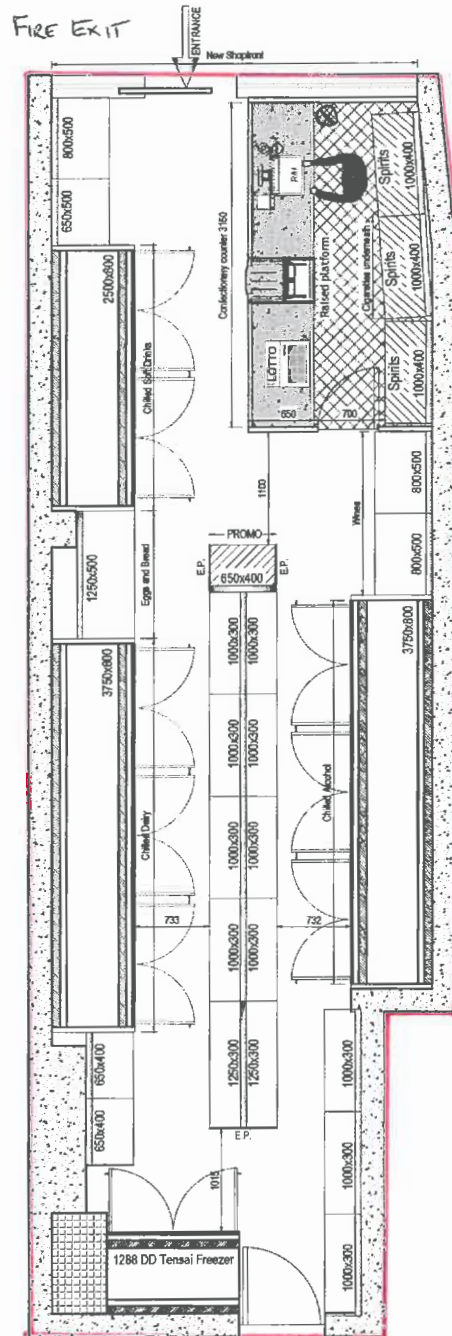 FIRE EXIT
ENTRANCE
New Shopfront
800x500
650x500
2500x800
Chilled Soft Drinks
Confectionery counter 3150
Raised platform
Cigarettes underneath
Spirits
1000x400
Spirits
1000x400
Spirits
1000x400
LOTTO
650
700
1100
Wines
800x500
800x500
1250x500
Eggs and Bread
PROMO
E.P.
650x400
E.P.
3750x800
Chilled Dairy
1000x300
1000x300
1000x300
1000x300
1000x300
1000x300
1000x300
1000x300
1250x300
1250x300
E.P.
3750x800
Chilled Alcohol
733
732
650x400
650x400
1015
1288 DD Tensai Freezer
1000x300
1000x300
1000x300